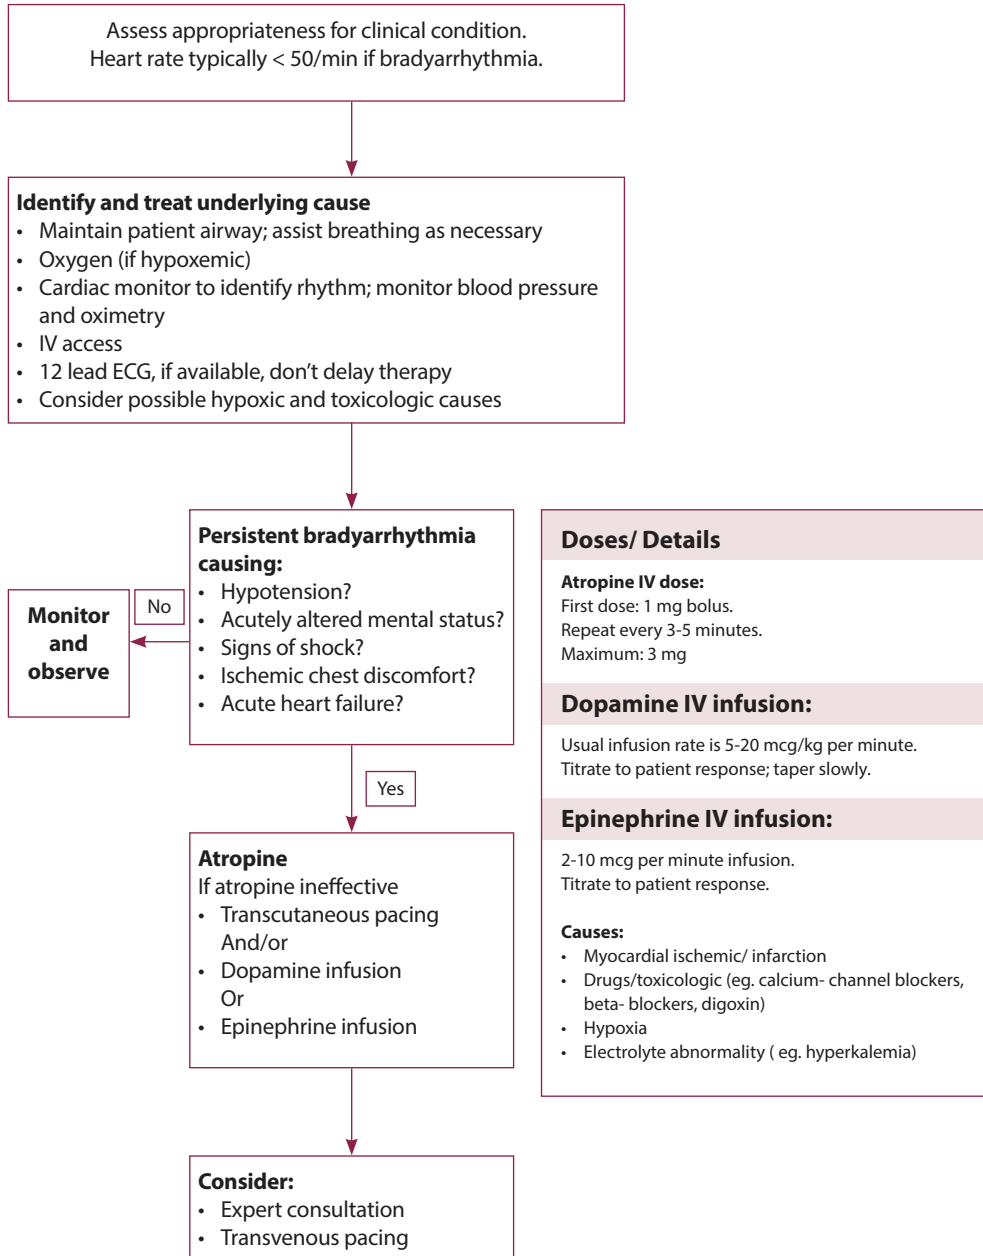 Assess appropriateness for clinical condition.
Heart rate typically < 50/min if bradyarrhythmia.
Identify and treat underlying cause
• Maintain patient airway; assist breathing as necessary
• Oxygen (if hypoxemic)
• Cardiac monitor to identify rhythm; monitor blood pressure
and oximetry
• IV access
• 12 lead ECG, if available, don't delay therapy
• Consider possible hypoxic and toxicologic causes
Persistent bradyarrhythmia
causing:
• Hypotension?
• Acutely altered mental status?
• Signs of shock?
• Ischemic chest discomfort?
• Acute heart failure?
No
Monitor
and
observe
Yes
Atropine
If atropine ineffective
• Transcutaneous pacing
And/or
• Dopamine infusion
Or
• Epinephrine infusion
Consider:
• Expert consultation
• Transvenous pacing
Doses/ Details
Atropine IV dose:
First dose: 1 mg bolus.
Repeat every 3-5 minutes.
Maximum: 3 mg
Dopamine IV infusion:
Usual infusion rate is 5-20 mcg/kg per minute.
Titrate to patient response; taper slowly.
Epinephrine IV infusion:
2-10 mcg per minute infusion.
Titrate to patient response.
Causes:
• Myocardial ischemic/ infarction
• Drugs/toxicologic (eg. calcium- channel blockers,
beta- blockers, digoxin)
• Hypoxia
• Electrolyte abnormality ( eg. hyperkalemia)